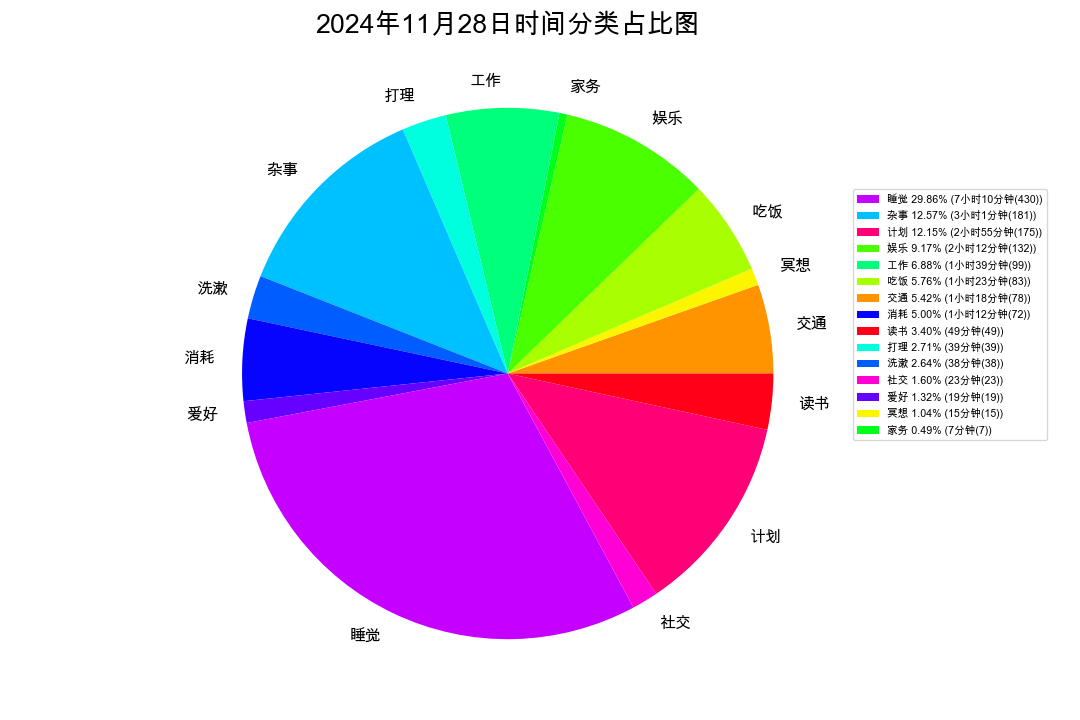 2024年11月28日时间分类占比图
工作
家务
打理
娱乐
杂事
吃饭
冥想
洗漱
交通
消耗
读书
爱好
计划
社交
睡觉
睡觉 29.86% (7小时10分钟(430))
杂事 12.57% (3小时1分钟(181))
计划 12.15% (2小时55分钟(175))
娱乐 9.17% (2小时12分钟(132))
工作 6.88% (1小时39分钟(99))
吃饭 5.76% (1小时23分钟(83))
交通 5.42% (1小时18分钟(78))
消耗 5.00% (1小时12分钟(72))
读书 3.40% (49分钟(49))
打理 2.71% (39分钟(39))
洗漱 2.64% (38分钟(38))
社交 1.60% (23分钟(23))
爱好 1.32% (19分钟(19))
冥想 1.04% (15分钟(15))
家务 0.49% (7分钟(7))